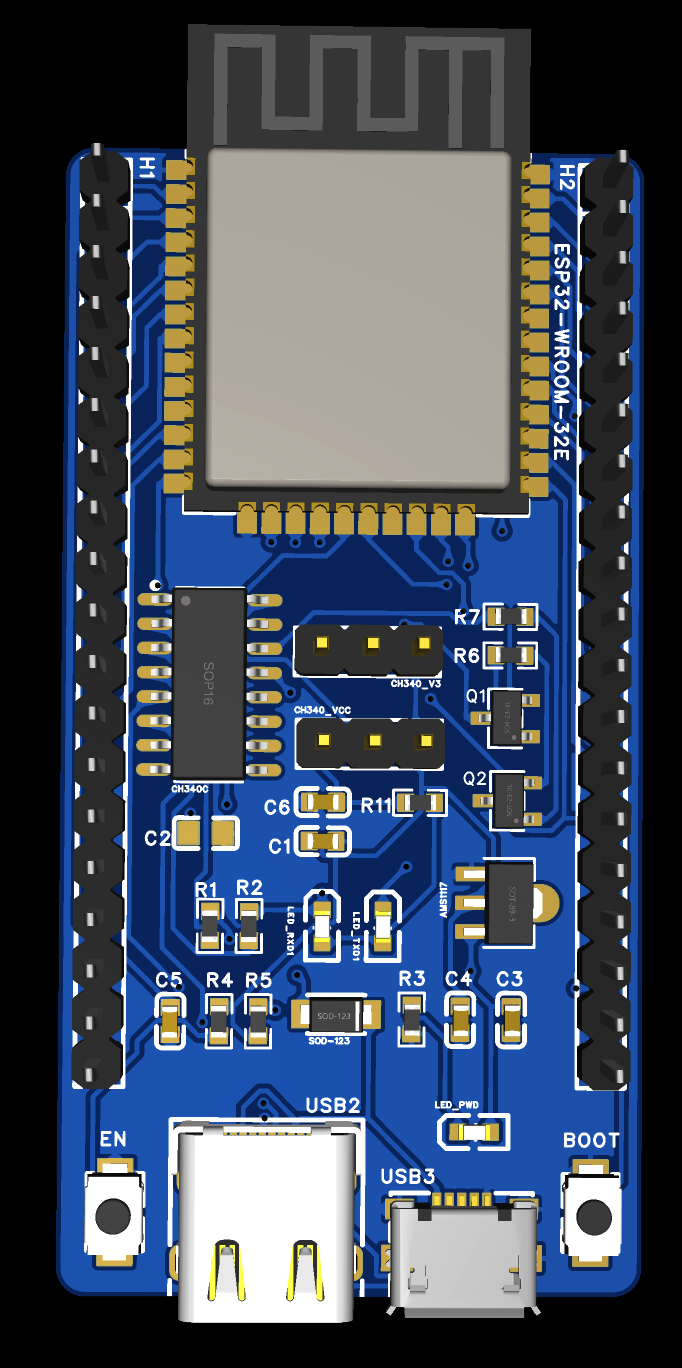 H1
H2
ESP32-WROOM-32E
R7
R6
SOP16
CH340_V3
Q1
CH340_VCC
CH340C
Q2
C6
R11
C2
C1
R1
R2
LED_RXD1
LED_TXD1
AMS1117
SOT-89-3
C5
R4
R5
R3
C4
C3
SOD-123
SOD-123
USB2
LED_PWD
EN
BOOT
USB3